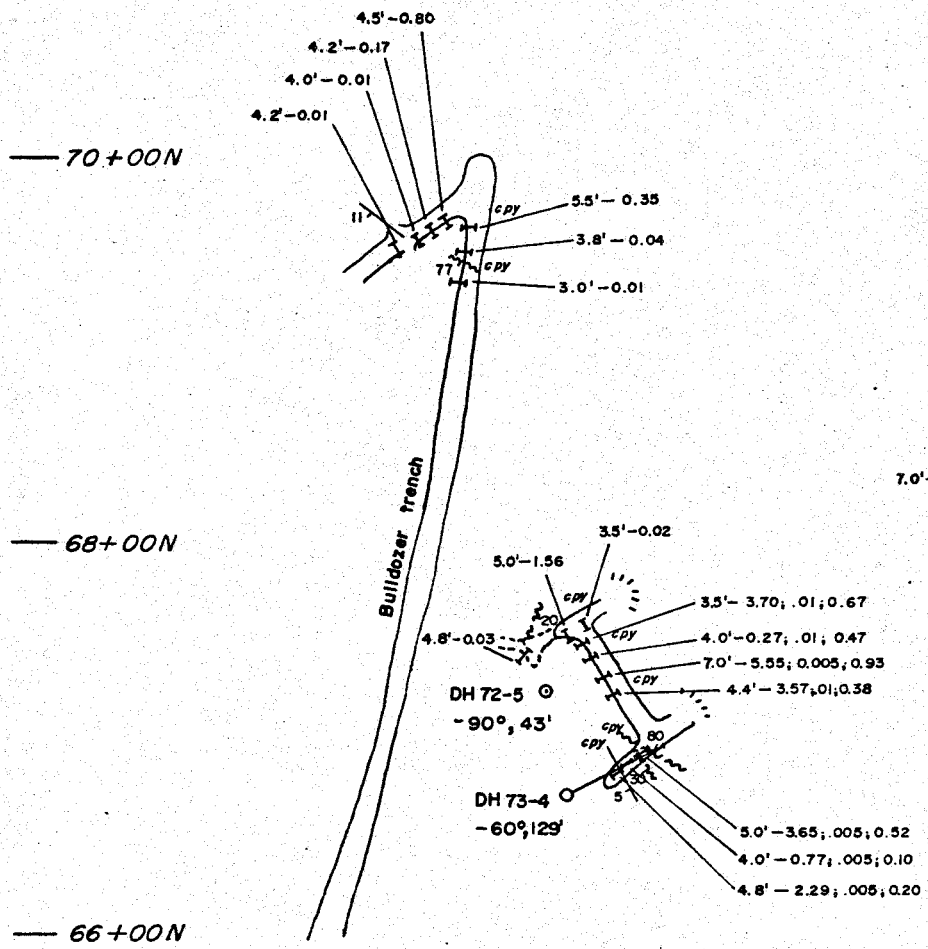 4.5'-0.80
4.2'-0.17
4.0'-0.01
4.2'-0.01
70+00N
11
cpy
5.5'-0.35
3.8'-0.04
77
cpy
3.0'-0.01
Bulldozer trench
7.0'-
68+00N
3.5'-0.02
5.0'-1.56
cpy
20
3.5'-3.70; .01; 0.67
cpy
4.8'-0.03
4.0'-0.27; .01; 0.47
7.0'-5.55; 0.005; 0.93
cpy
4.4'-3.57; .01; 0.38
DH 72-5
-90°, 43'
cpy
80
cpy
DH 73-4
-60°, 129'
5
5.0'-3.65; .005; 0.52
4.0'-0.77; .005; 0.10
4.8'-2.29; .005; 0.20
66+00N